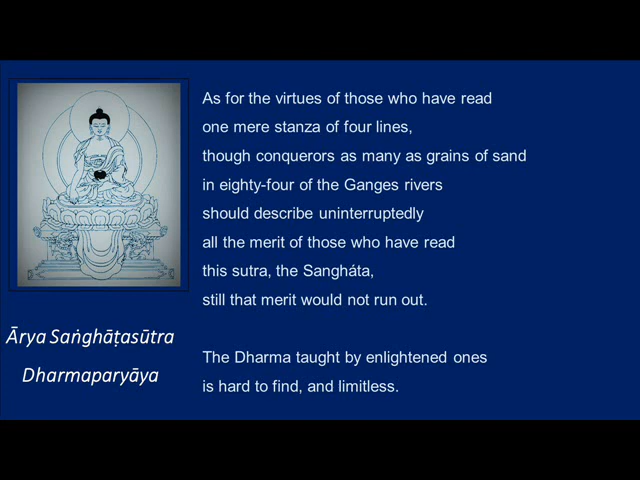 As for the virtues of those who have read
one mere stanza of four lines,
though conquerors as many as grains of sand
in eighty-four of the Ganges rivers
should describe uninterruptedly
all the merit of those who have read
this sutra, the Sangháta,
still that merit would not run out.
The Dharma taught by enlightened ones
is hard to find, and limitless.
Ārya Saṅghāṭasūtra
Dharmaparyāya